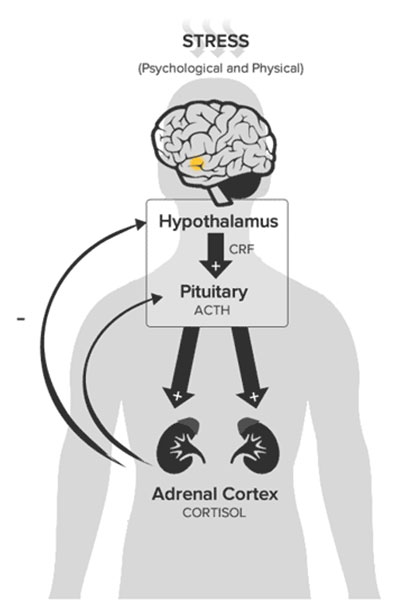 STRESS
(Psychological and Physical)
Hypothalamus
CRF
+
Pituitary
ACTH
-
+ +
Adrenal Cortex
CORTISOL